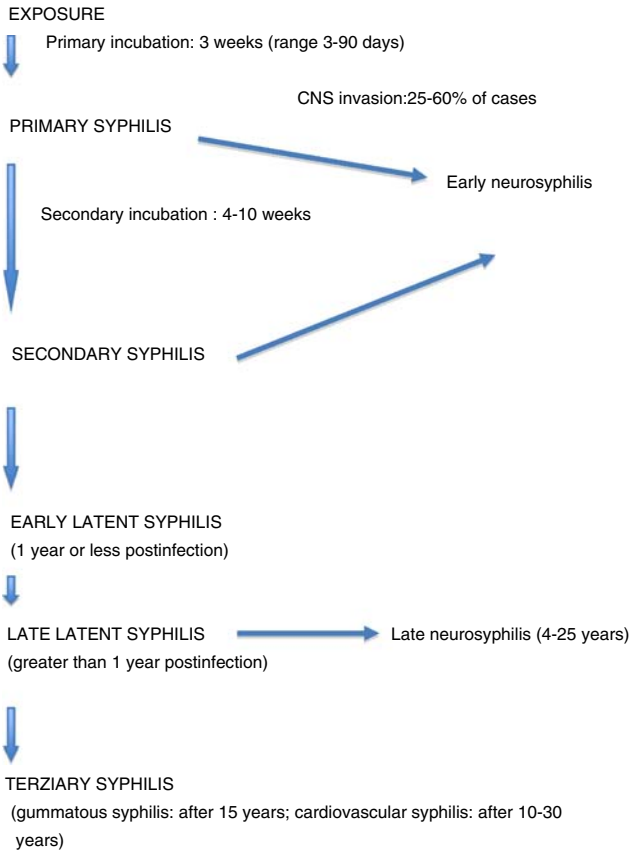 EXPOSURE
Primary incubation: 3 weeks (range 3-90 days)
CNS invasion:25-60% of cases
PRIMARY SYPHILIS
Early neurosyphilis
Secondary incubation : 4-10 weeks
SECONDARY SYPHILIS
EARLY LATENT SYPHILIS
(1 year or less postinfection)
LATE LATENT SYPHILIS
Late neurosyphilis (4-25 years)
(greater than 1 year postinfection)
TERZIARY SYPHILIS
(gummatous syphilis: after 15 years; cardiovascular syphilis: after 10-30
years)